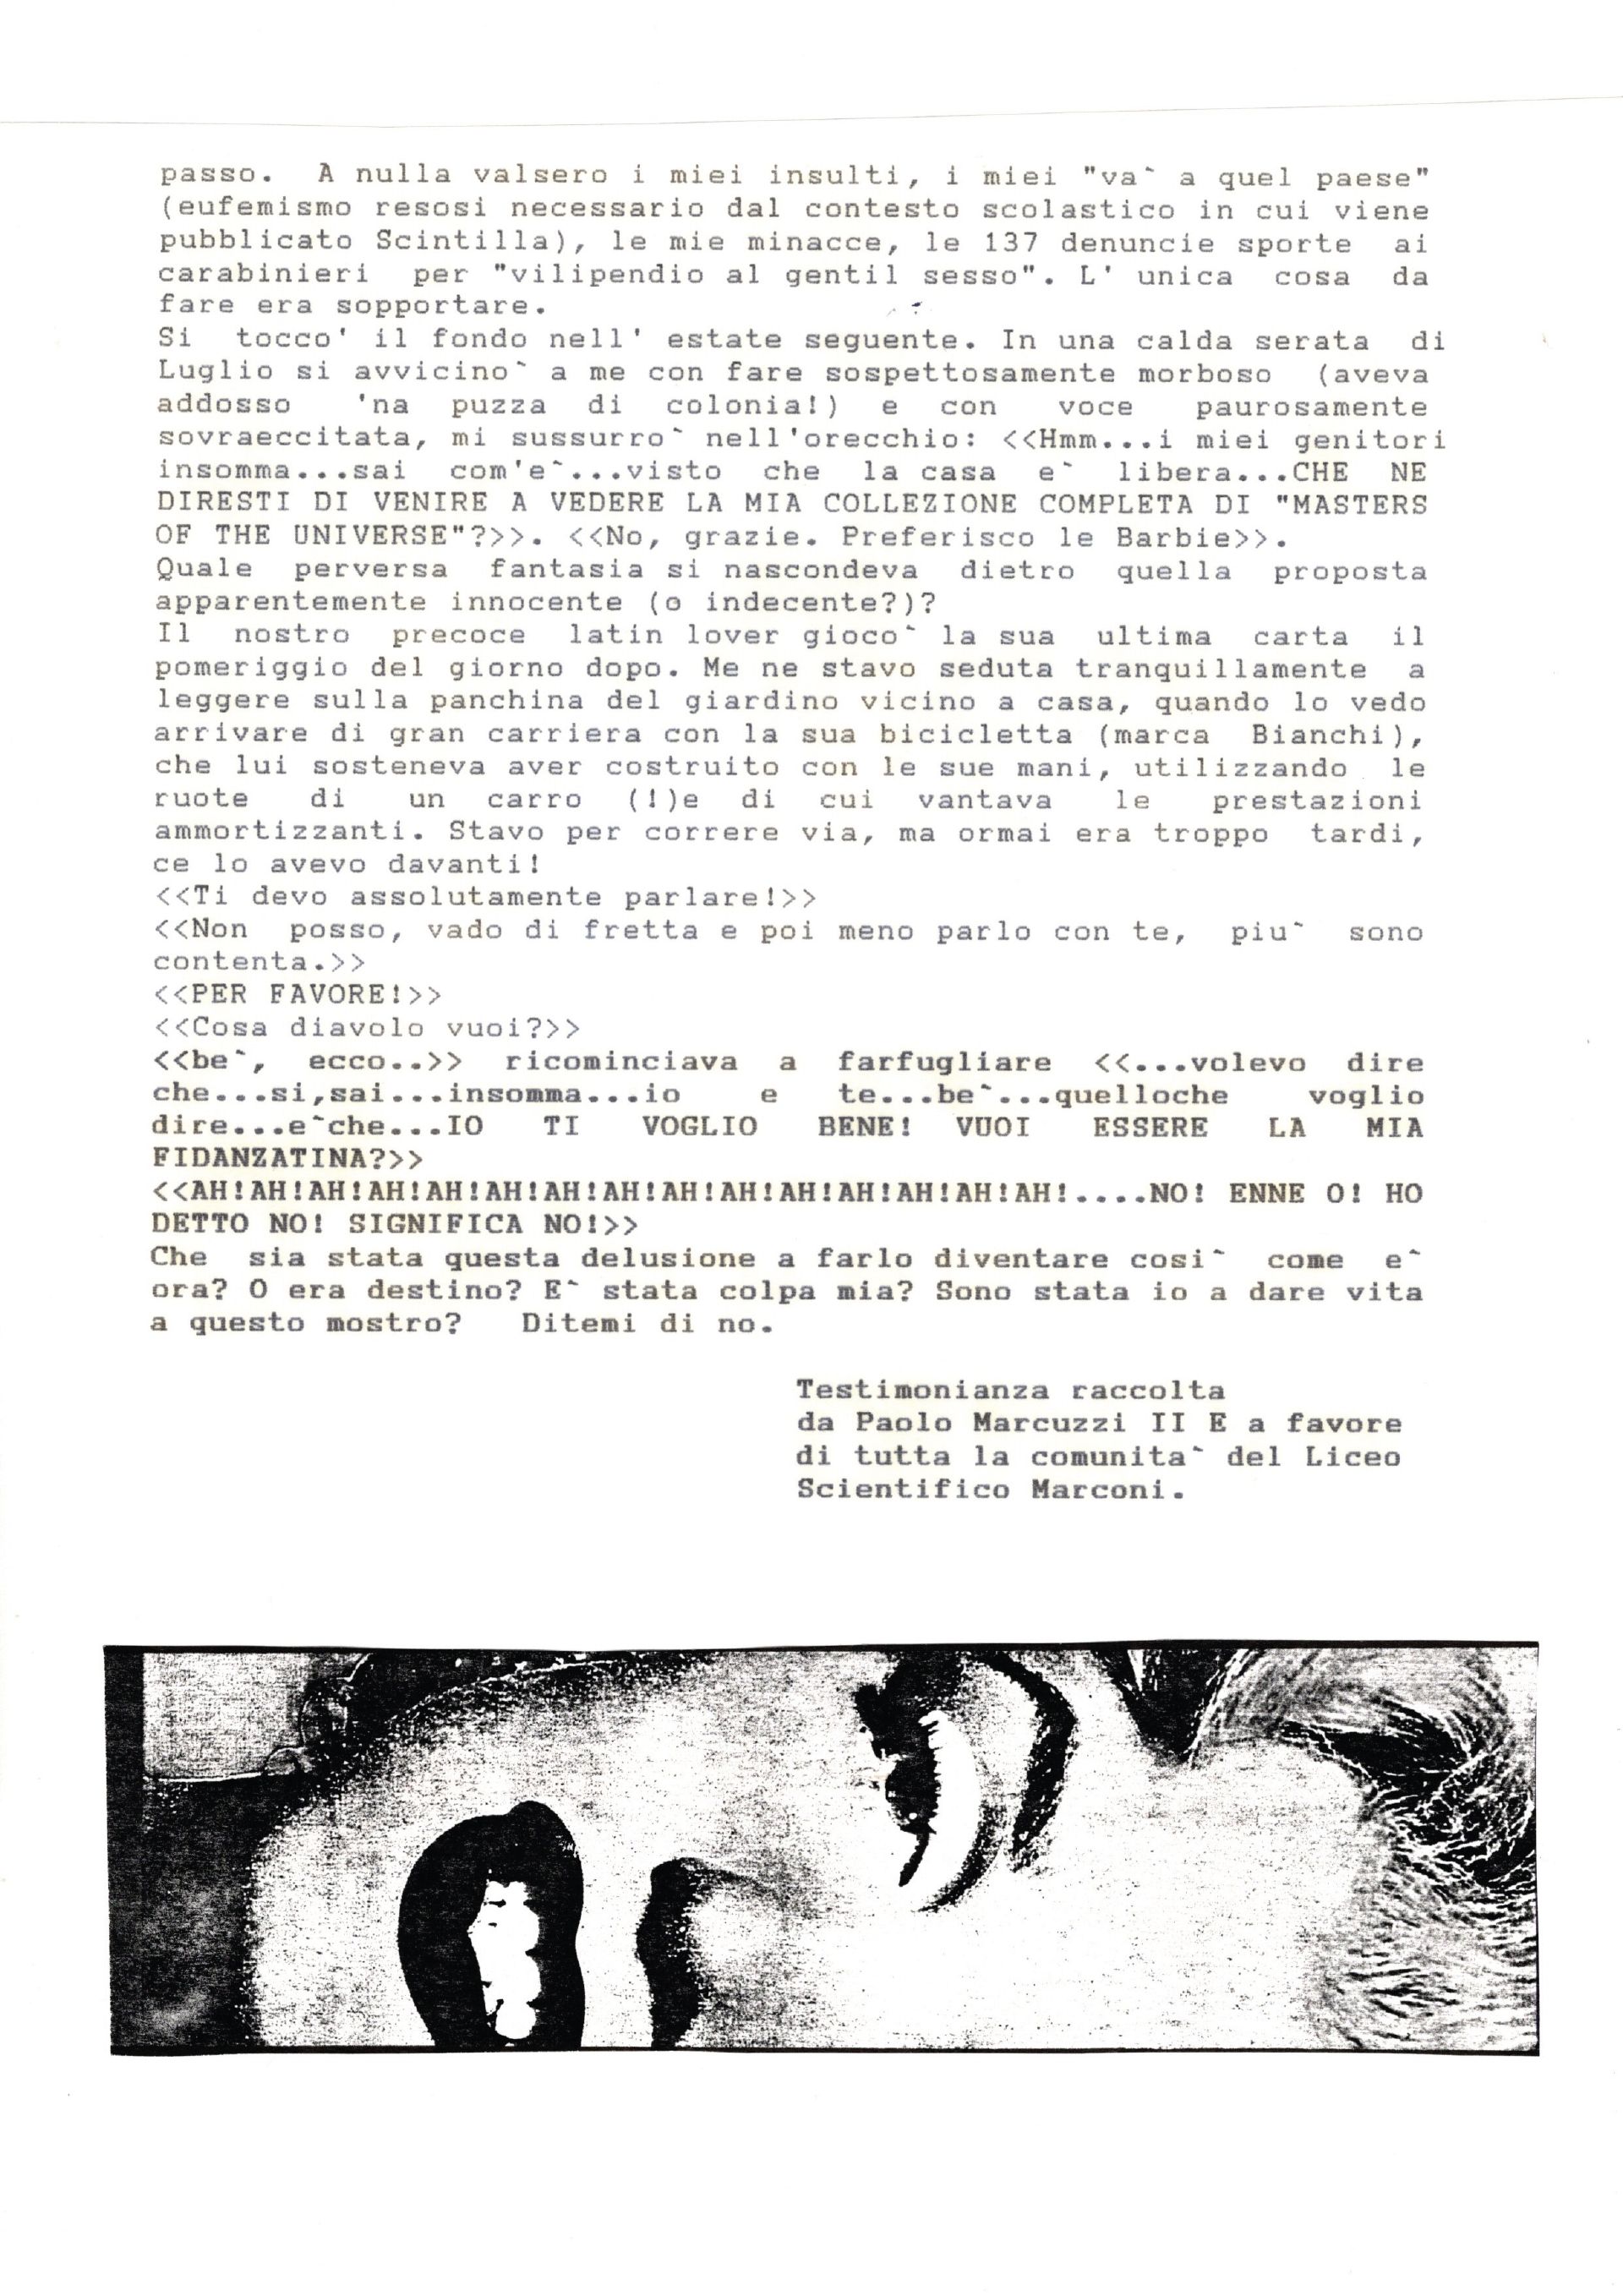 passo. A nulla valsero i miei insulti, i miei "va` a quel paese"
(eufemismo resosi necessario dal contesto scolastico in cui viene
pubblicato Scintilla), le mie minacce, le 137 denuncie sporte ai
carabinieri per "vilipendio al gentil sesso". L' unica cosa da
fare era sopportare.
Si tocco' il fondo nell' estate seguente. In una calda serata di
Luglio si avvicino` a me con fare sospettosamente morboso (aveva
addosso 'na puzza di colonia!) e con voce paurosamente
sovraeccitata, mi sussurro` nell'orecchio: <<Hmm...i miei genitori
insomma...sai com'e`...visto che la casa e` libera...CHE NE
DIRESTI DI VENIRE A VEDERE LA MIA COLLEZIONE COMPLETA DI "MASTERS
OF THE UNIVERSE"?>>. <<No, grazie. Preferisco le Barbie>>.
Quale perversa fantasia si nascondeva dietro quella proposta
apparentemente innocente (o indecente?)?
Il nostro precoce latin lover gioco` la sua ultima carta il
pomeriggio del giorno dopo. Me ne stavo seduta tranquillamente a
leggere sulla panchina del giardino vicino a casa, quando lo vedo
arrivare di gran carriera con la sua bicicletta (marca Bianchi),
che lui sosteneva aver costruito con le sue mani, utilizzando le
ruote di un carro (!)e di cui vantava le prestazioni
ammortizzanti. Stavo per correre via, ma ormai era troppo tardi,
ce lo avevo davanti!
<<Ti devo assolutamente parlare!>>
<<Non posso, vado di fretta e poi meno parlo con te, piu` sono
contenta.>>
<<PER FAVORE!>>
<<Cosa diavolo vuoi?>>
<<be`, ecco..>> ricominciava a farfugliare <<...volevo dire
che...si,sai...insomma...io e te...be`...quelloche voglio
dire...e`che...IO TI VOGLIO BENE! VUOI ESSERE LA MIA
FIDANZATINA?>>
<<AH!AH!AH!AH!AH!AH!AH!AH!AH!AH!AH!AH!AH!AH!AH!....NO! ENNE O! HO
DETTO NO! SIGNIFICA NO!>>
Che sia stata questa delusione a farlo diventare cosi` come e`
ora? O era destino? E` stata colpa mia? Sono stata io a dare vita
a questo mostro? Ditemi di no.
Testimonianza raccolta
da Paolo Marcuzzi II E a favore
di tutta la comunita` del Liceo
Scientifico Marconi.